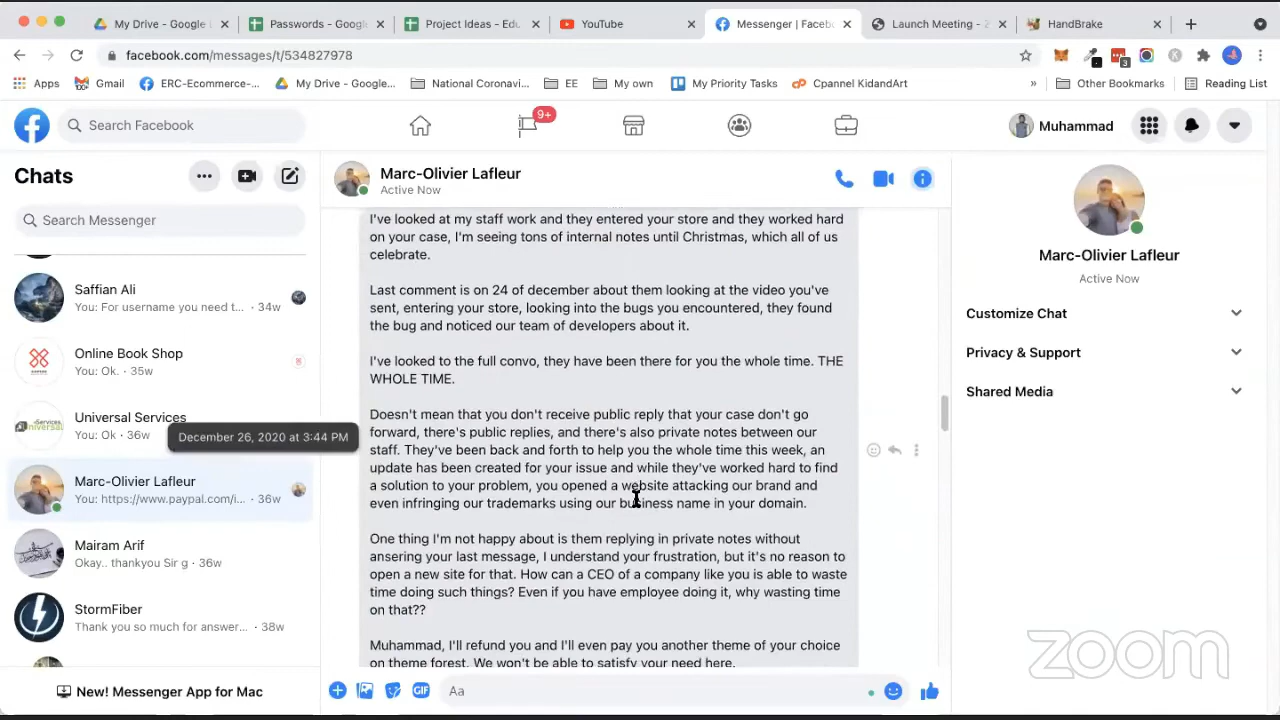 My Drive - Google
Passwords - Google
Project Ideas - Edu
YouTube
Messenger | Faceb
Launch Meeting - Z
HandBrake
facebook.com/messages/t/534827978
3
Apps
Gmail
ERC-Ecommerce-...
My Drive - Google...
National Coronavi...
EE
My own
My Priority Tasks
Cpannel KidandArt
»
Other Bookmarks
Reading List
Search Facebook
9+
Muhammad
Chats
Search Messenger
Saffian Ali
You: For username you need t... · 34w
Online Book Shop
You: Ok. · 35w
Universal Services
You: Ok · 36w
December 26, 2020 at 3:44 PM
Marc-Olivier Lafleur
You: https://www.paypal.com/i... · 36w
Mairam Arif
Okay.. thankyou Sir g · 36w
StormFiber
Thank you so much for answer... · 38w
New! Messenger App for Mac
Marc-Olivier Lafleur
Active Now
I've looked at my staff work and they entered your store and they worked hard
on your case, I'm seeing tons of internal notes until Christmas, which all of us
celebrate.
Last comment is on 24 of december about them looking at the video you've
sent, entering your store, looking into the bugs you encountered, they found
the bug and noticed our team of developers about it.
I've looked to the full convo, they have been there for you the whole time. THE
WHOLE TIME.
Doesn't mean that you don't receive public reply that your case don't go
forward, there's public replies, and there's also private notes between our
staff. They've been back and forth to help you the whole time this week, an
update has been created for your issue and while they've worked hard to find
a solution to your problem, you opened a website attacking our brand and
even infringing our trademarks using our business name in your domain.
One thing I'm not happy about is them replying in private notes without
ansering your last message, I understand your frustration, but it's no reason to
open a new site for that. How can a CEO of a company like you is able to waste
time doing such things? Even if you have employee doing it, why wasting time
on that??
Muhammad, I'll refund you and I'll even pay you another theme of your choice
on theme forest. We won't be able to satisfy your need here.
GIF
Aa
Marc-Olivier Lafleur
Active Now
Customize Chat
Privacy & Support
Shared Media
zoom